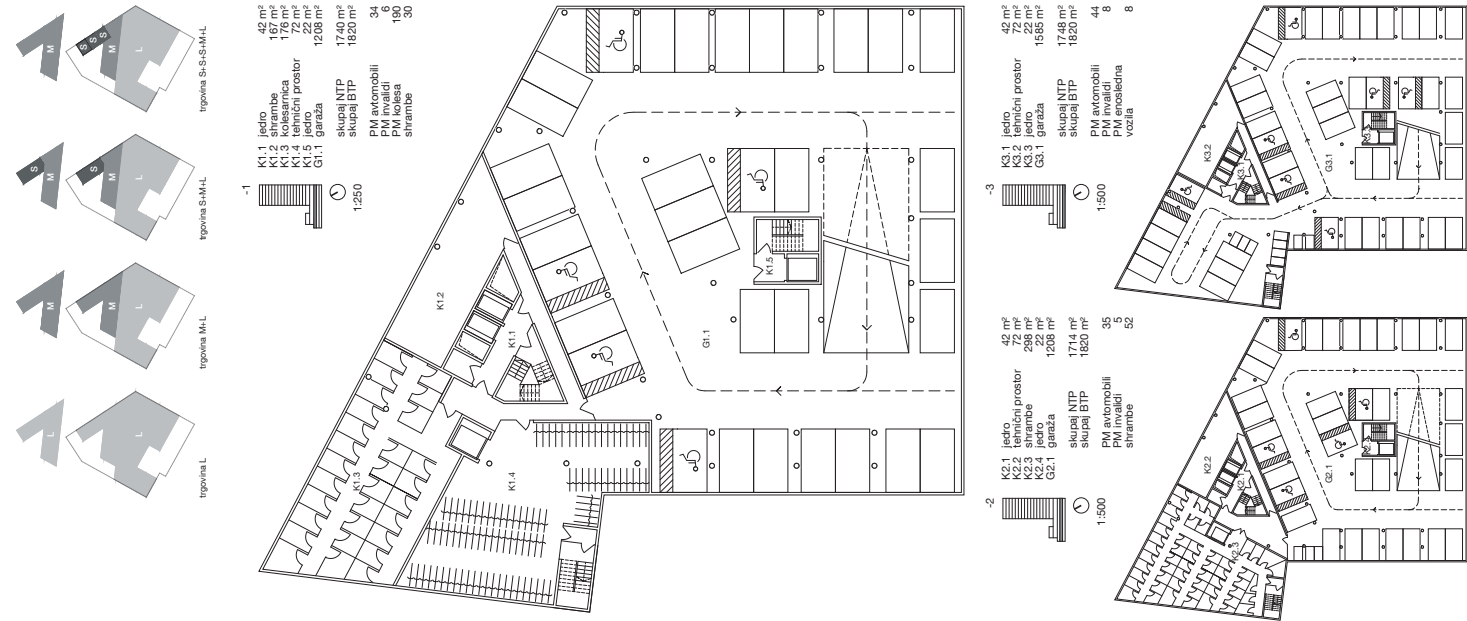 L
L
trgovina L
M
M
L
trgovina M+L
S
M
S
M
L
trgovina S+M+L
M
S
S
S
M
L
trgovina S+S+S+M+L
-1
1:250
K1.1 jedro 42 m²
K1.2 shrambe 167 m²
K1.3 kolesarnica 176 m²
K1.4 tehnični prostor 72 m²
K1.5 jedro 22 m²
G1.1 garaža 1208 m²
skupaj NTP 1740 m²
skupaj BTP 1820 m²
PM avtomobili 34
PM invalidi 6
PM kolesa 190
shrambe 30
K1.3
K1.2
K1.4
K1.1
G1.1
K1.5
-2
1:500
K2.1 jedro 42 m²
K2.2 tehnični prostor 72 m²
K2.3 shrambe 298 m²
K2.4 jedro 22 m²
G2.1 garaža 1208 m²
skupaj NTP 1714 m²
skupaj BTP 1820 m²
PM avtomobili 35
PM invalidi 5
shrambe 52
K2.2
K2.1
K2.3
G2.1
-3
1:500
K3.1 jedro 42 m²
K3.2 tehnični prostor 72 m²
K3.3 jedro 22 m²
G3.1 garaža 1585 m²
skupaj NTP 1748 m²
skupaj BTP 1820 m²
PM avtomobili 44
PM invalidi 8
PM enosledna
vozila 8
K3.2
K3.1
G3.1
K3.3